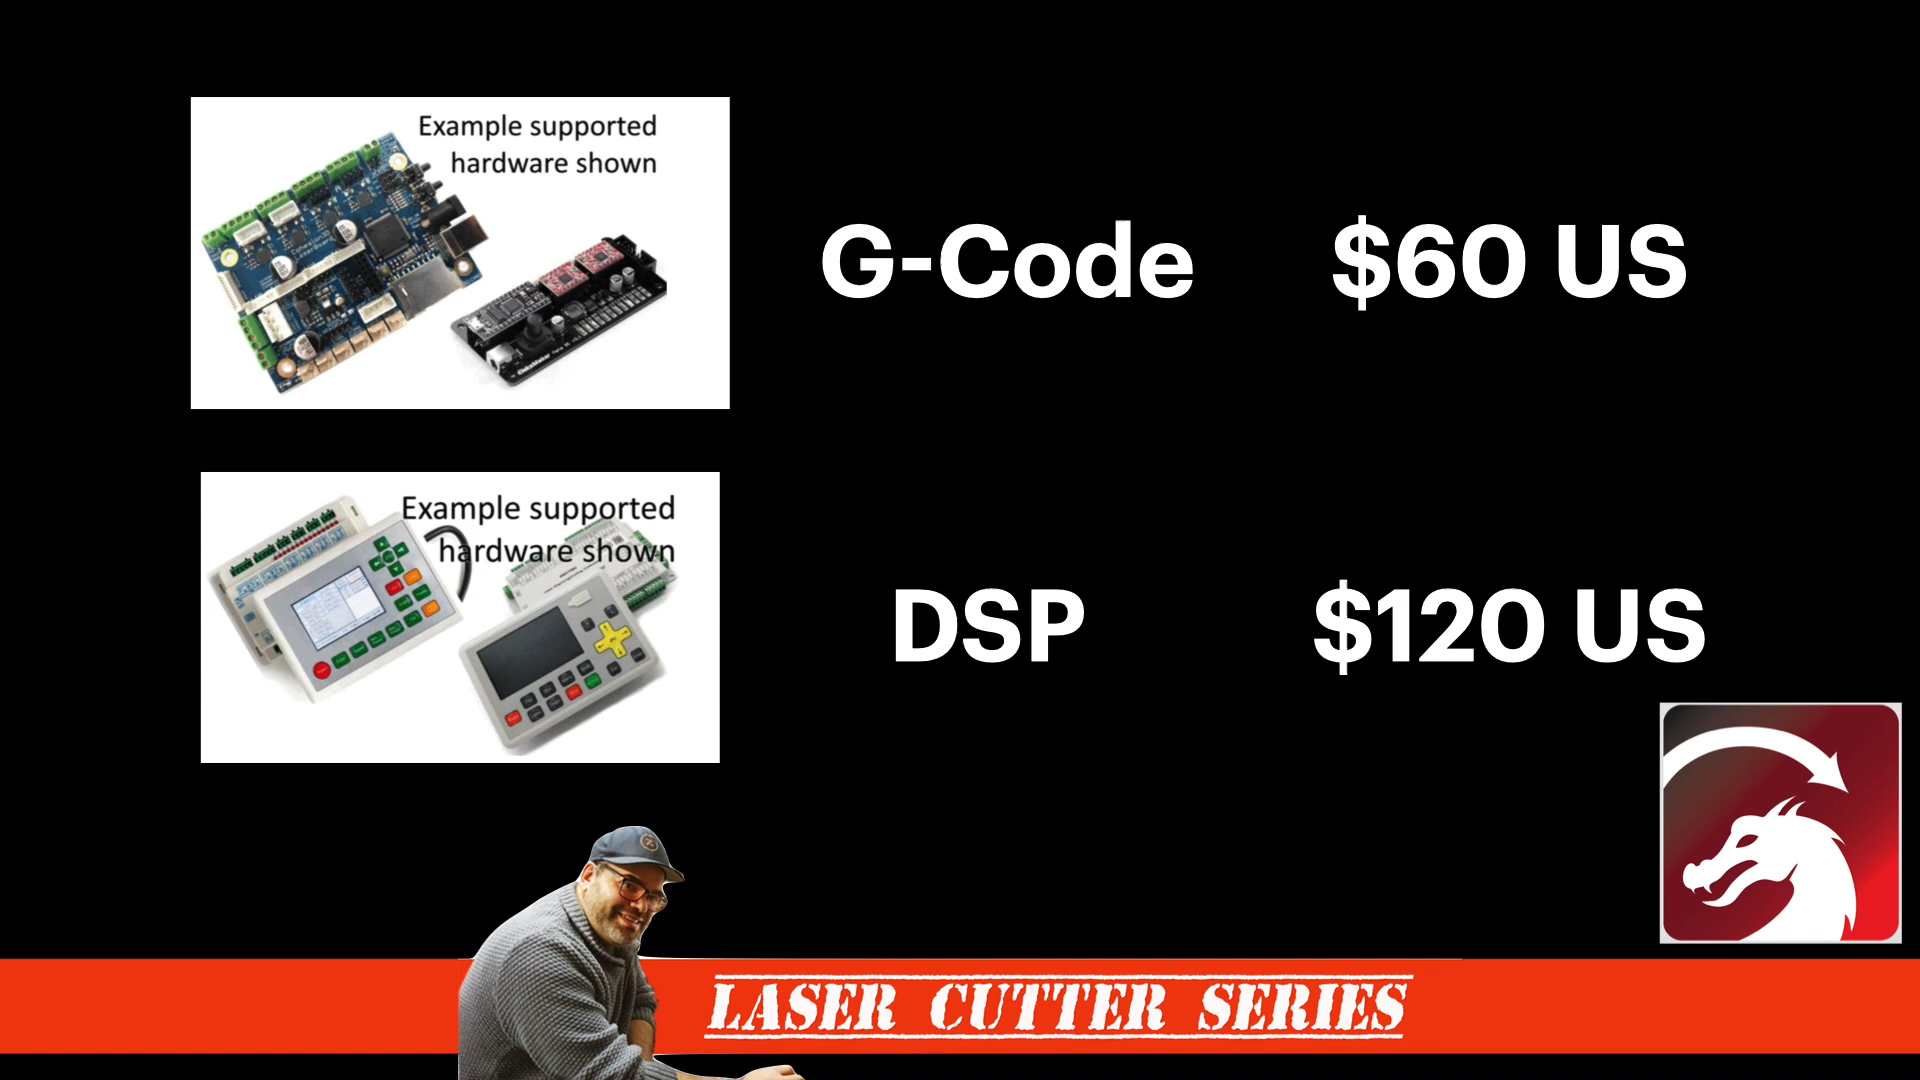 Example supported
hardware shown
G-Code
$60 US
Example supported
hardware shown
DSP
$120 US
LASER CUTTER SERIES